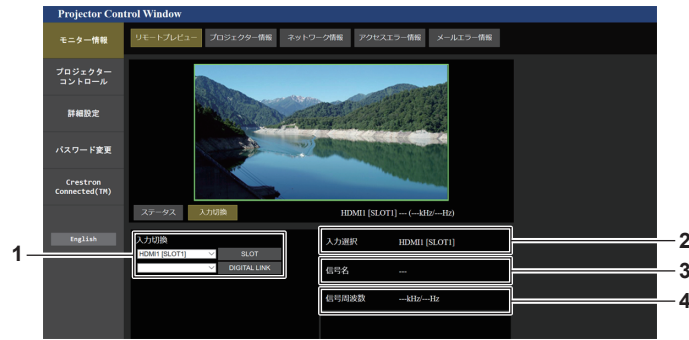 Projector Control Window
モニター情報
リモートプレビュー
プロジェクター情報
ネットワーク情報
アクセスエラー情報
メールエラー情報
プロジェクター
コントロール
詳細設定
パスワード変更
Crestron
Connected(TM)
English
ステータス
入力切換
HDMI1 [SLOT1] --- (---kHz/---Hz)
1
入力切換
HDMI1 [SLOT1]
SLOT
DIGITAL LINK
入力選択 HDMI1 [SLOT1]
2
信号名 ---
3
信号周波数 ---kHz/---Hz
4